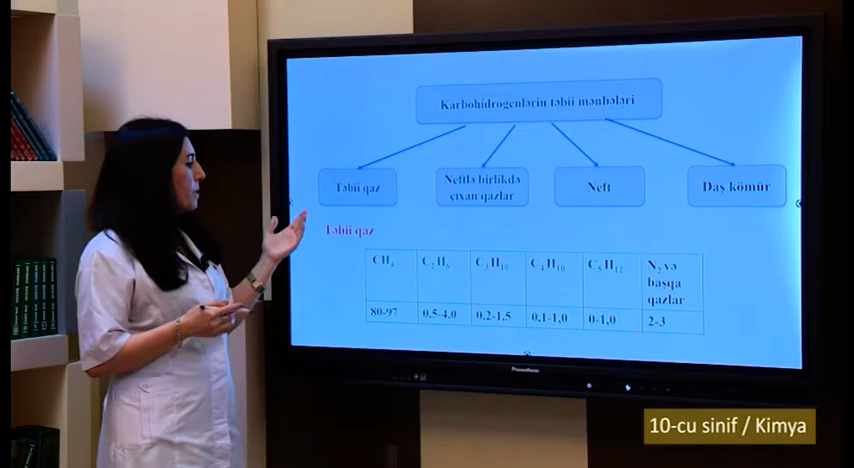 Karbohidrogenlərin təbii mənbələri
Təbii qaz
Neftlə birlikdə
çıxan qazlar
Neft
Daş kömür
Təbii qaz
CH₄ C₂H₆ C₃H₁₀ C₄H₁₀ C₅H₁₂ N₂ və
başqa
qazlar
80-97 0,5-4,0 0,2-1,5 0,1-1,0 0-1,0 2-3
Promethean
10-cu sinif / Kimya